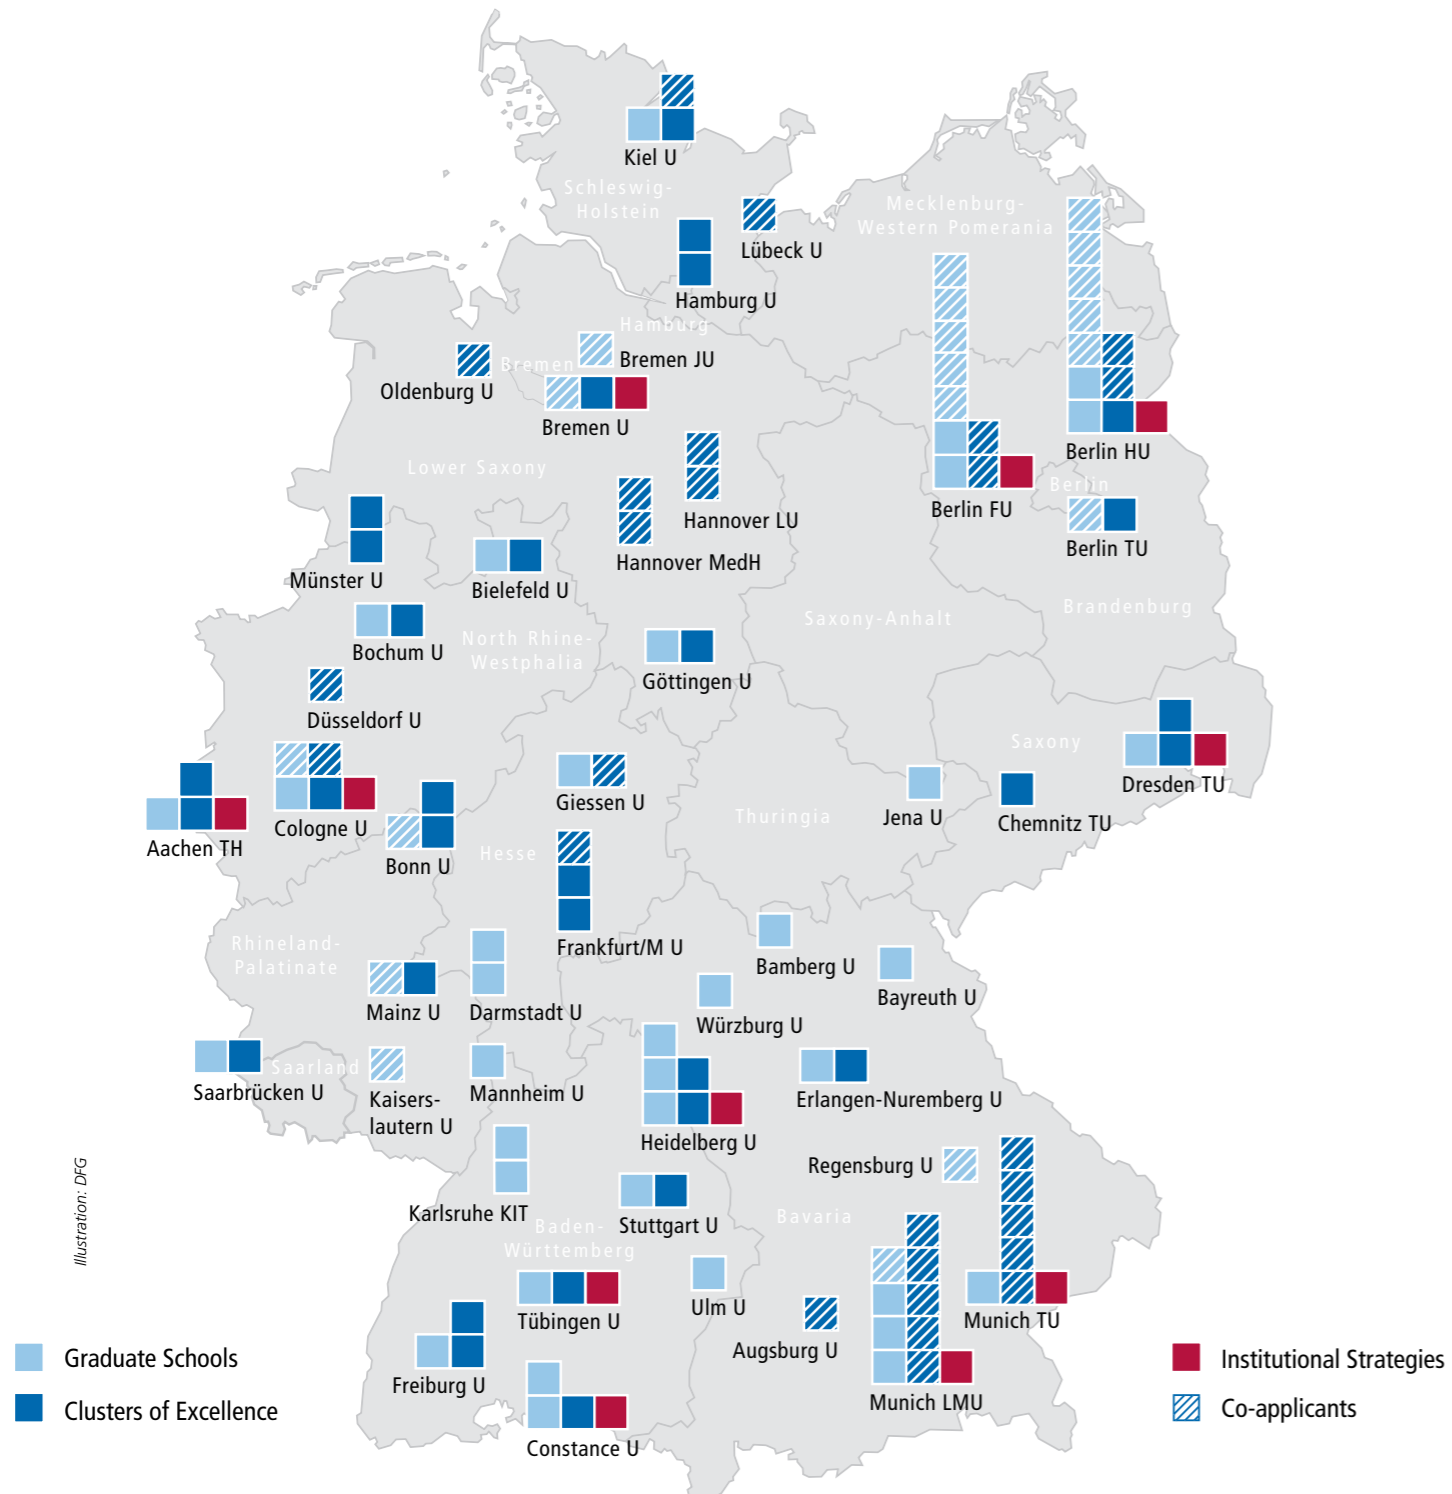 Kiel U
Schleswig-
Holstein
Lübeck U
Mecklenburg-
Western Pomerania
Hamburg U
Hamburg
Bremen JU
Bremen
Oldenburg U
Bremen U
Berlin HU
Lower Saxony
Berlin
Hannover LU
Berlin FU
Berlin TU
Hannover MedH
Münster U
Bielefeld U
Brandenburg
Saxony-Anhalt
Bochum U
North Rhine-
Westphalia
Göttingen U
Düsseldorf U
Saxony
Dresden TU
Giessen U
Thuringia
Jena U
Chemnitz TU
Cologne U
Aachen TH
Bonn U
Hesse
Frankfurt/M U
Rhineland-
Palatinate
Bamberg U
Bayreuth U
Mainz U
Darmstadt U
Würzburg U
Saarland
Saarbrücken U
Kaisers-
lautern U
Mannheim U
Erlangen-Nuremberg U
Heidelberg U
Regensburg U
Illustration: DFG
Karlsruhe KIT
Stuttgart U
Baden-
Württemberg
Bavaria
Ulm U
Tübingen U
Munich TU
Augsburg U
Freiburg U
Munich LMU
Constance U
Graduate Schools
Clusters of Excellence
Institutional Strategies
Co-applicants